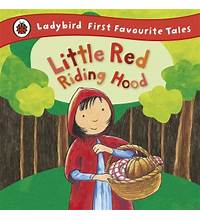 Ladybird First Favourite Tales
Little Red
Riding Hood